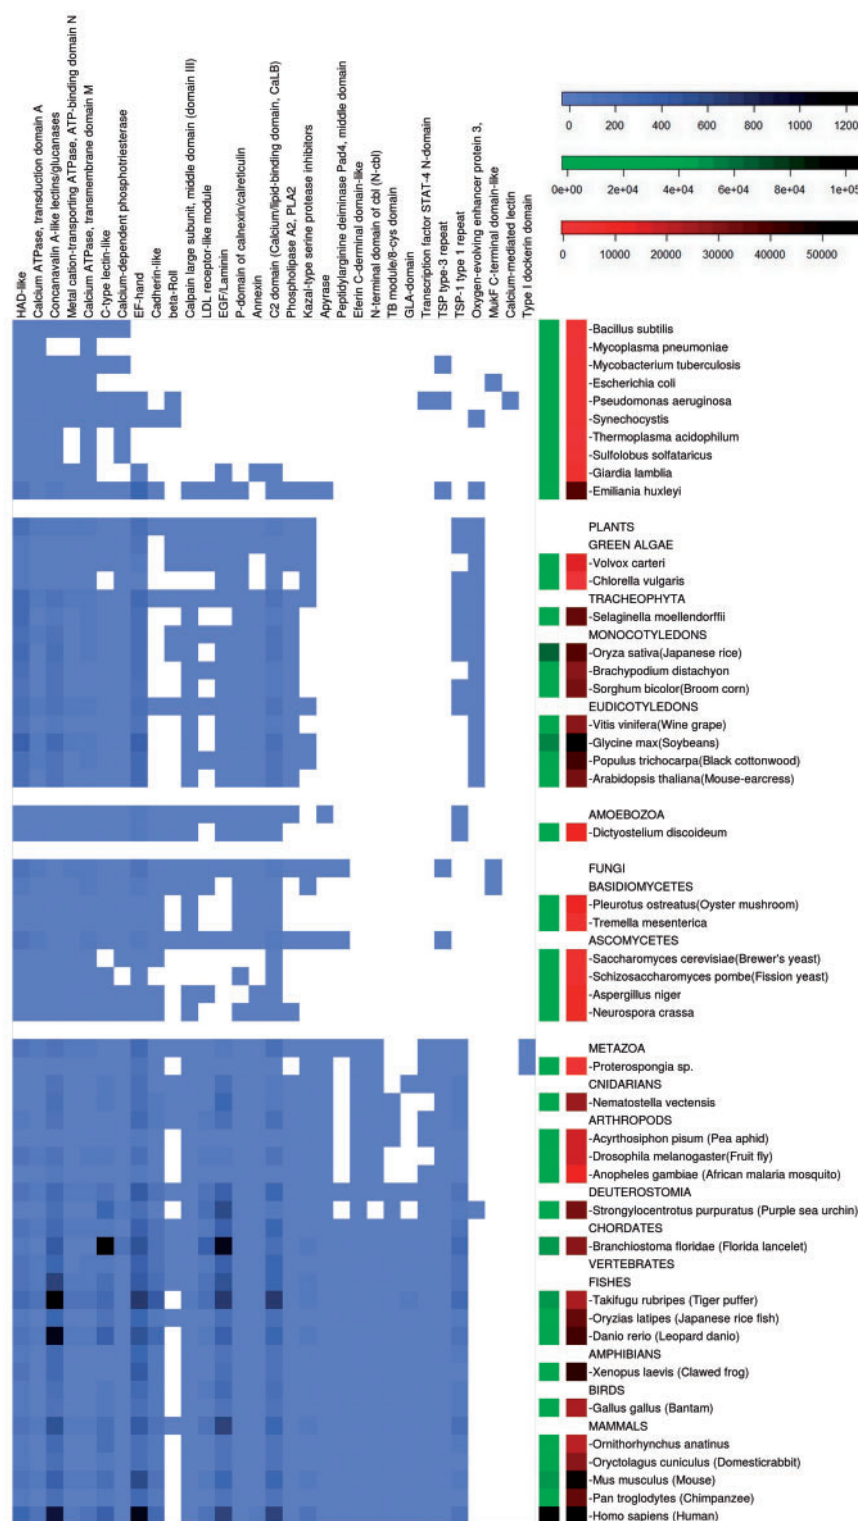 HAD-like
Calcium ATPase, transduction domain A
Concanavalin A-like lectins/glucanases
Metal cation-transporting ATPase, ATP-binding domain N
Calcium ATPase, transmembrane domain M
C-type lectin-like
Calcium-dependent phosphotriesterase
EF-hand
Cadherin-like
beta-Roll
Calpain large subunit, middle domain (domain III)
LDL receptor-like module
EGF/Laminin
P-domain of calnexin/calreticulin
Annexin
C2 domain (Calcium/lipid-binding domain, CaLB)
Phospholipase A2, PLA2
Kazal-type serine protease inhibitors
Apyrase
Peptidylarginine deiminase Pad4, middle domain
Eferin C-derminal domain-like
N-terminal domain of cbl (N-cbl)
TB module/8-cys domain
GLA-domain
Transcription factor STAT-4 N-domain
TSP type-3 repeat
TSP-1 type 1 repeat
Oxygen-evolving enhancer protein 3,
MukF C-terminal domain-like
Calcium-mediated lectin
Type I dockerin domain
0 200 400 600 800 1000 1200
0e+00 2e+04 4e+04 6e+04 8e+04 1e+05
0 10000 20000 30000 40000 50000
-Bacillus subtilis
-Mycoplasma pneumoniae
-Mycobacterium tuberculosis
-Escherichia coli
-Pseudomonas aeruginosa
-Synechocystis
-Thermoplasma acidophilum
-Sulfolobus solfataricus
-Giardia lamblia
-Emiliania huxleyi
PLANTS
GREEN ALGAE
-Volvox carteri
-Chlorella vulgaris
TRACHEOPHYTA
-Selaginella moellendorffii
MONOCOTYLEDONS
-Oryza sativa(Japanese rice)
-Brachypodium distachyon
-Sorghum bicolor(Broom corn)
EUDICOTYLEDONS
-Vitis vinifera(Wine grape)
-Glycine max(Soybeans)
-Populus trichocarpa(Black cottonwood)
-Arabidopsis thaliana(Mouse-earcress)
AMOEBOZOA
-Dictyostelium discoideum
FUNGI
BASIDIOMYCETES
-Pleurotus ostreatus(Oyster mushroom)
-Tremella mesenterica
ASCOMYCETES
-Saccharomyces cerevisiae(Brewer's yeast)
-Schizosaccharomyces pombe(Fission yeast)
-Aspergillus niger
-Neurospora crassa
METAZOA
-Proterospongia sp.
CNIDARIANS
-Nematostella vectensis
ARTHROPODS
-Acyrthosiphon pisum (Pea aphid)
-Drosophila melanogaster(Fruit fly)
-Anopheles gambiae (African malaria mosquito)
DEUTEROSTOMIA
-Strongylocentrotus purpuratus (Purple sea urchin)
CHORDATES
-Branchiostoma floridae (Florida lancelet)
VERTEBRATES
FISHES
-Takifugu rubripes (Tiger puffer)
-Oryzias latipes (Japanese rice fish)
-Danio rerio (Leopard danio)
AMPHIBIANS
-Xenopus laevis (Clawed frog)
BIRDS
-Gallus gallus (Bantam)
MAMMALS
-Ornithorhynchus anatinus
-Oryctolagus cuniculus (Domesticrabbit)
-Mus musculus (Mouse)
-Pan troglodytes (Chimpanzee)
-Homo sapiens (Human)